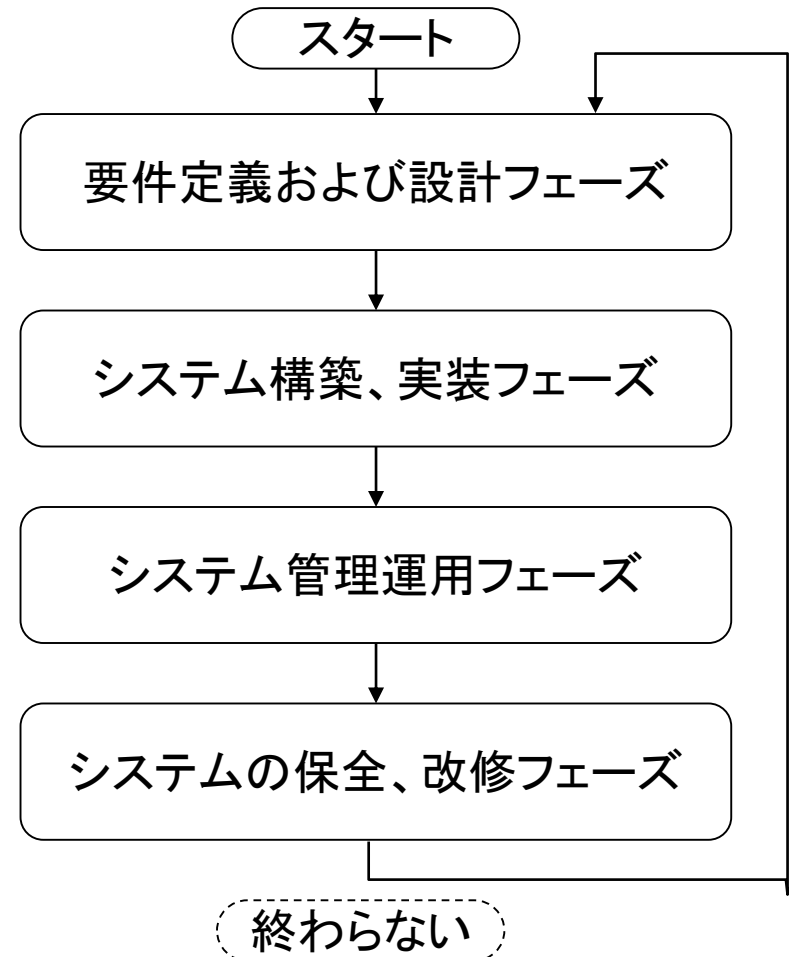 スタート
要件定義および設計フェーズ
システム構築、実装フェーズ
システム管理運用フェーズ
システムの保全、改修フェーズ
終わらない